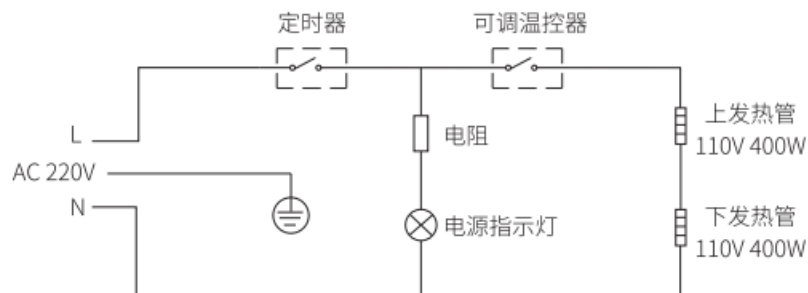 定时器
可调温控器
L
AC 220V
N
电阻
电源指示灯
上发热管
110V 400W
下发热管
110V 400W